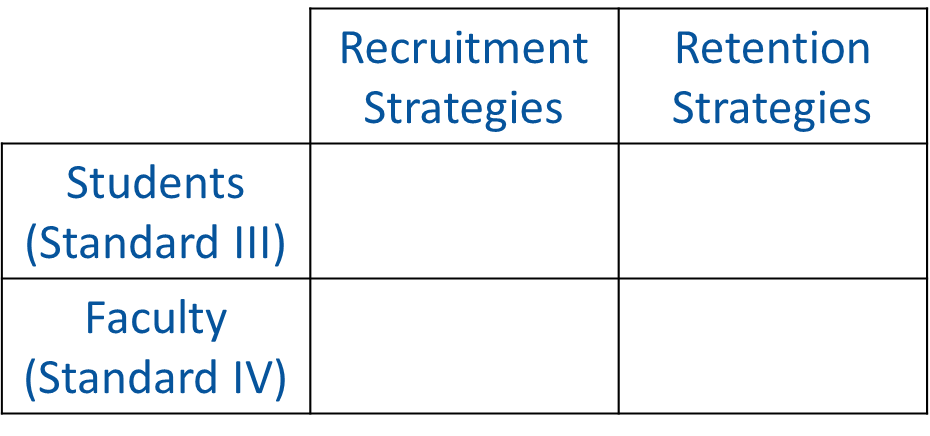 Recruitment
Strategies
Retention
Strategies
Students
(Standard III)
Faculty
(Standard IV)